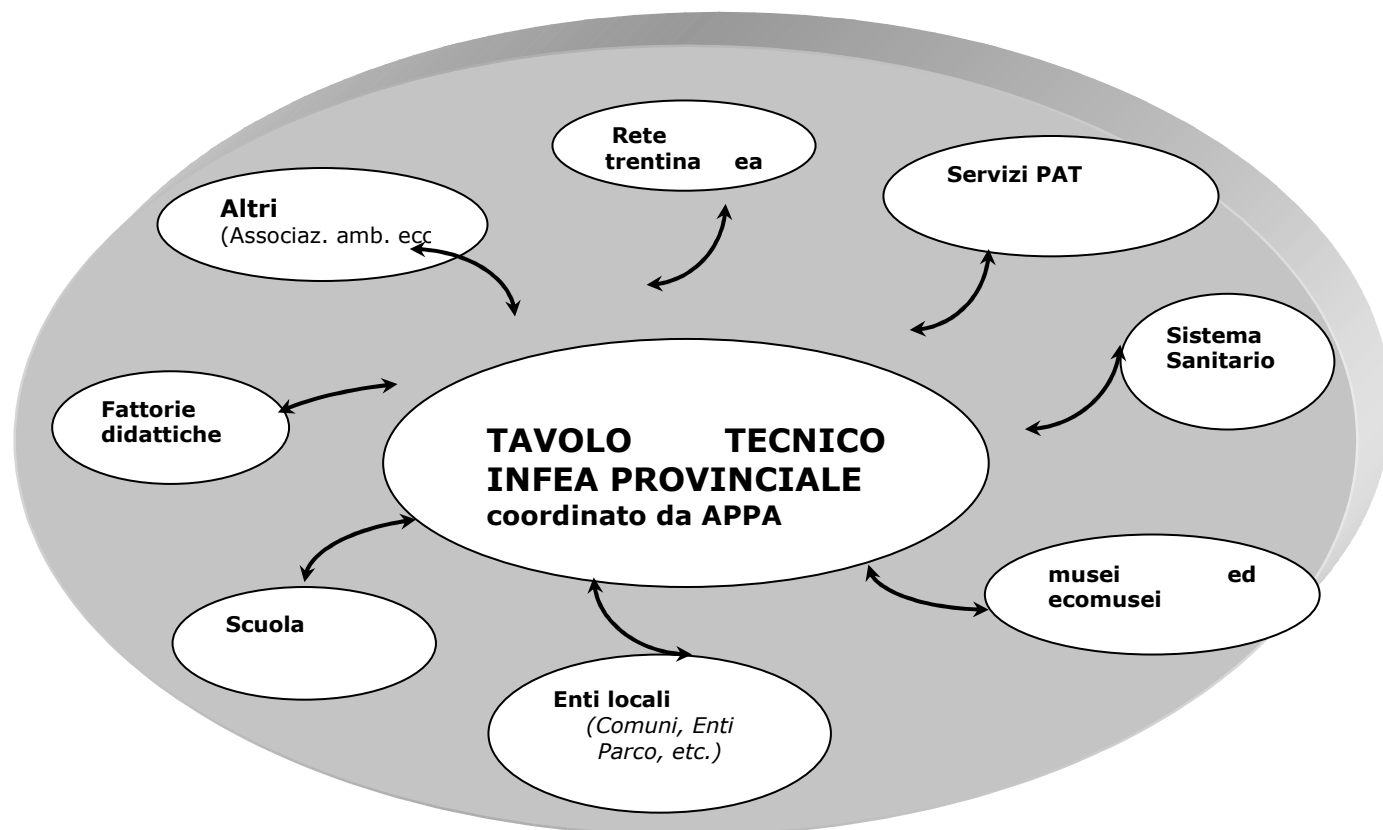 Rete
trentina ea
Servizi PAT
Altri
(Associaz. amb. ecc
Sistema
Sanitario
Fattorie
didattiche
TAVOLO TECNICO
INFEA PROVINCIALE
coordinato da APPA
musei ed
ecomusei
Scuola
Enti locali
(Comuni, Enti
Parco, etc.)